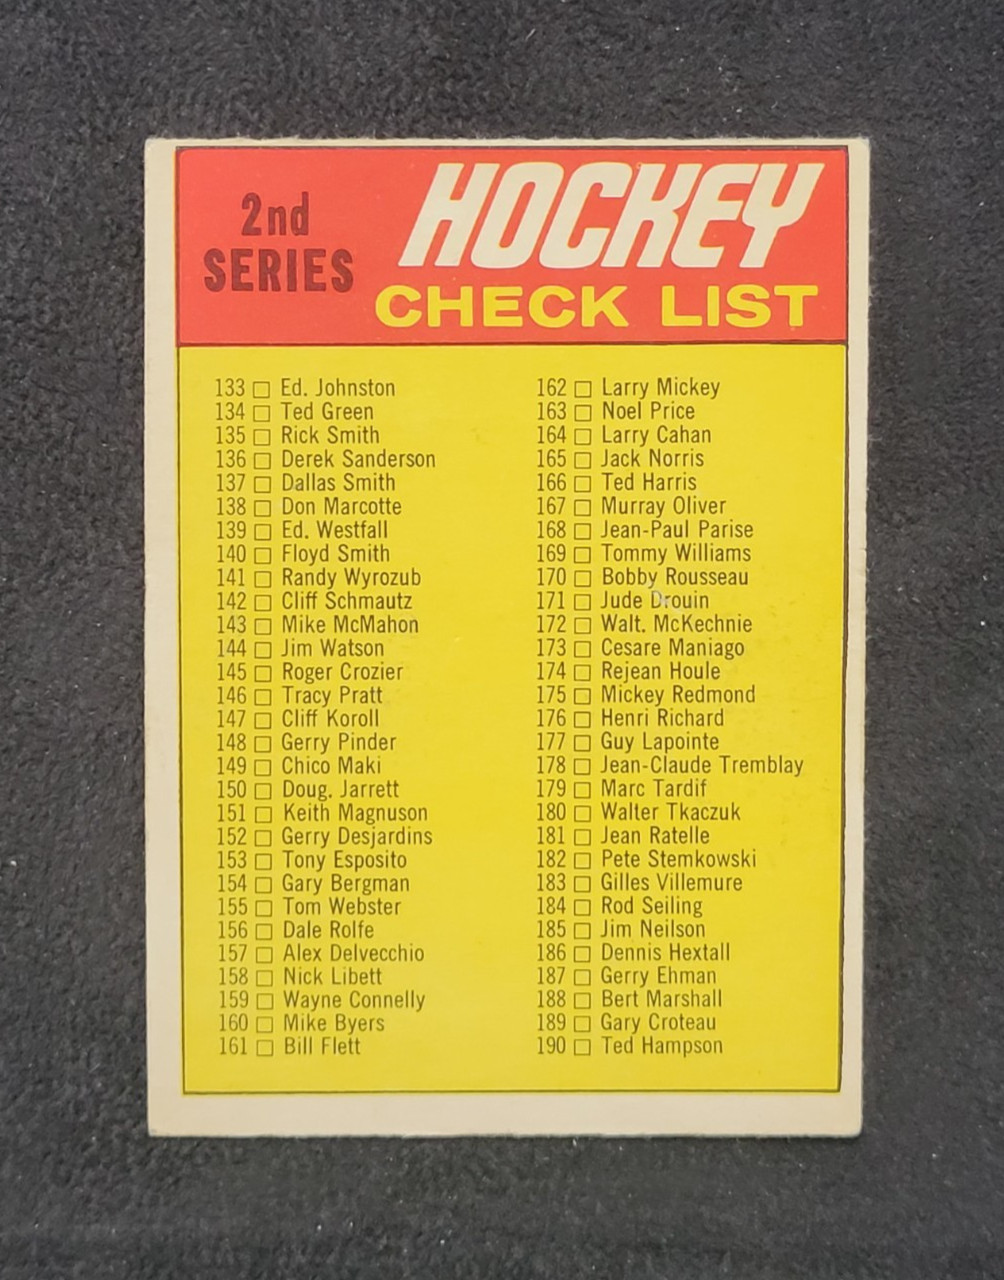 2nd
SERIES
HOCKEY
CHECK LIST
133 □ Ed. Johnston
134 □ Ted Green
135 □ Rick Smith
136 □ Derek Sanderson
137 □ Dallas Smith
138 □ Don Marcotte
139 □ Ed. Westfall
140 □ Floyd Smith
141 □ Randy Wyrozub
142 □ Cliff Schmautz
143 □ Mike McMahon
144 □ Jim Watson
145 □ Roger Crozier
146 □ Tracy Pratt
147 □ Cliff Koroll
148 □ Gerry Pinder
149 □ Chico Maki
150 □ Doug. Jarrett
151 □ Keith Magnuson
152 □ Gerry Desjardins
153 □ Tony Esposito
154 □ Gary Bergman
155 □ Tom Webster
156 □ Dale Rolfe
157 □ Alex Delvecchio
158 □ Nick Libett
159 □ Wayne Connelly
160 □ Mike Byers
161 □ Bill Flett
162 □ Larry Mickey
163 □ Noel Price
164 □ Larry Cahan
165 □ Jack Norris
166 □ Ted Harris
167 □ Murray Oliver
168 □ Jean-Paul Parise
169 □ Tommy Williams
170 □ Bobby Rousseau
171 □ Jude Drouin
172 □ Walt. McKechnie
173 □ Cesare Maniago
174 □ Rejean Houle
175 □ Mickey Redmond
176 □ Henri Richard
177 □ Guy Lapointe
178 □ Jean-Claude Tremblay
179 □ Marc Tardif
180 □ Walter Tkaczuk
181 □ Jean Ratelle
182 □ Pete Stemkowski
183 □ Gilles Villemure
184 □ Rod Seiling
185 □ Jim Neilson
186 □ Dennis Hextall
187 □ Gerry Ehman
188 □ Bert Marshall
189 □ Gary Croteau
190 □ Ted Hampson